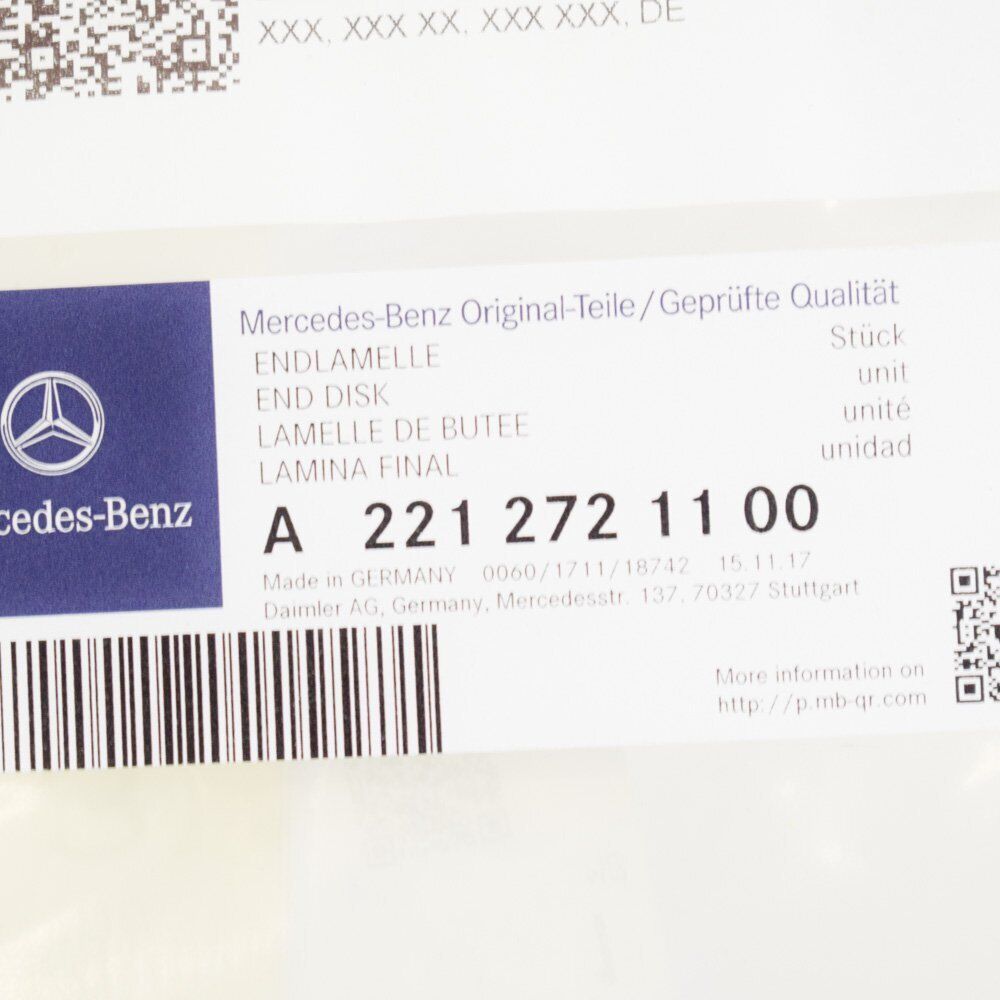 XXX, XXX XX. XXX XXX, DE
Mercedes-Benz Original-Teile/Geprüfte Qualität
ENDLAMELLE Stück
END DISK unit
LAMELLE DE BUTEE unité
LAMINA FINAL unidad
cedes-Benz
A 221 272 11 00
Made in GERMANY 0060/1711/18742 15.11.17
Daimler AG, Germany, Mercedesstr. 137, 70327 Stuttgart
More information on
http://p.mb-qr.com